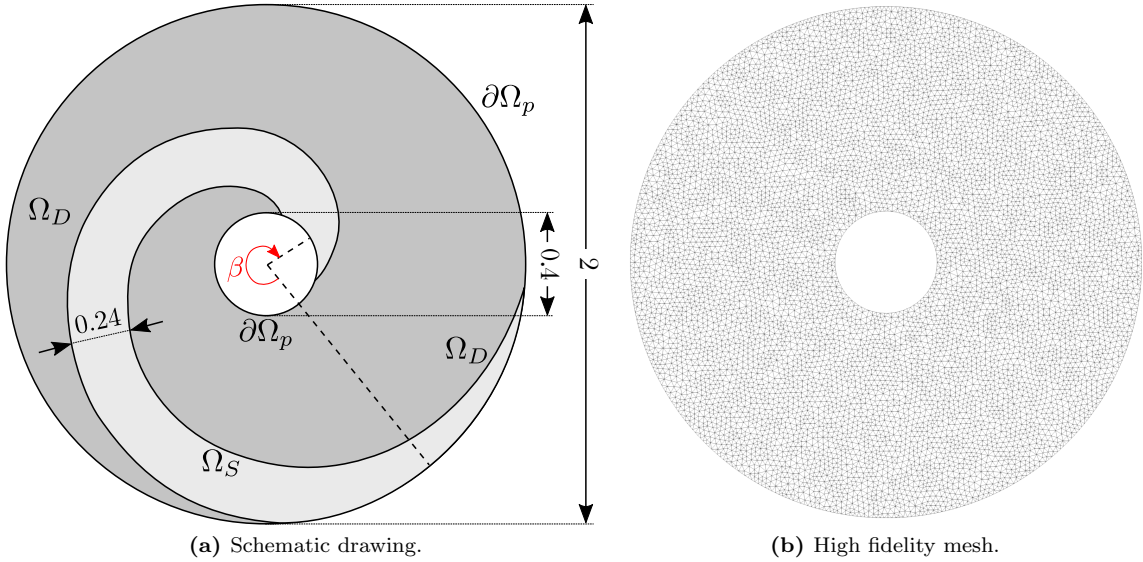 ∂Ω_p
Ω_D
β
0.4
2
0.24
∂Ω_p
Ω_D
Ω_S
(a) Schematic drawing.
(b) High fidelity mesh.